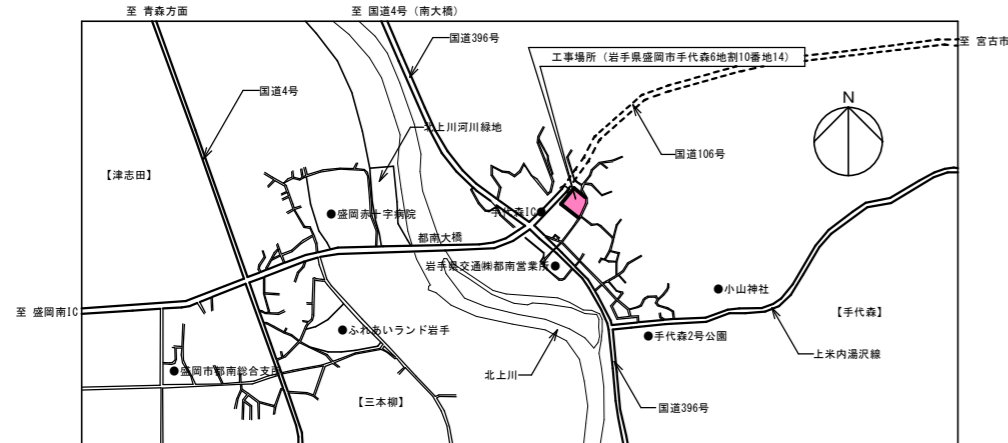 至 青森方面
至 国道4号（南大橋）
国道396号
至 宮古市
工事場所（岩手県盛岡市手代森6地割10番地14）
国道4号
N
北上川河川緑地
国道106号
【津志田】
盛岡赤十字病院
手代森IC
都南大橋
岩手県交通㈱都南営業所
小山神社
至 盛岡南IC
【手代森】
ふれあいランド岩手
手代森2号公園
上米内湯沢線
盛岡市都南総合支所
北上川
【三本柳】
国道396号